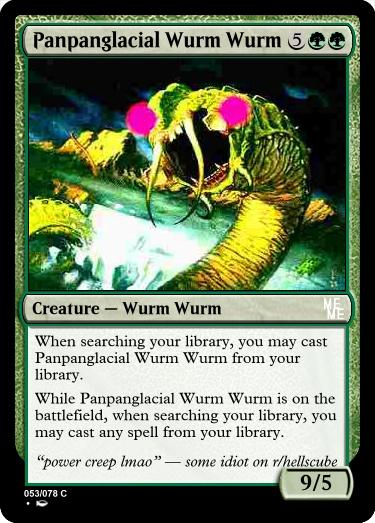 Panpanglacial Wurm Wurm 5
Creature — Wurm Wurm
NE
ME
When searching your library, you may cast
Panpanglacial Wurm Wurm from your
library.
While Panpanglacial Wurm Wurm is on the
battlefield, when searching your library, you
may cast any spell from your library.
“power creep lmao” — some idiot on r/hellscube
9/5
053/078 C